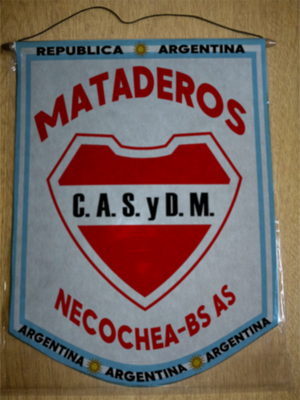 REPUBLICA ARGENTINA
MATADEROS
C. A. S. y D. M.
NECOCHEA-BS AS
ARGENTINA ARGENTINA ARGENTINA